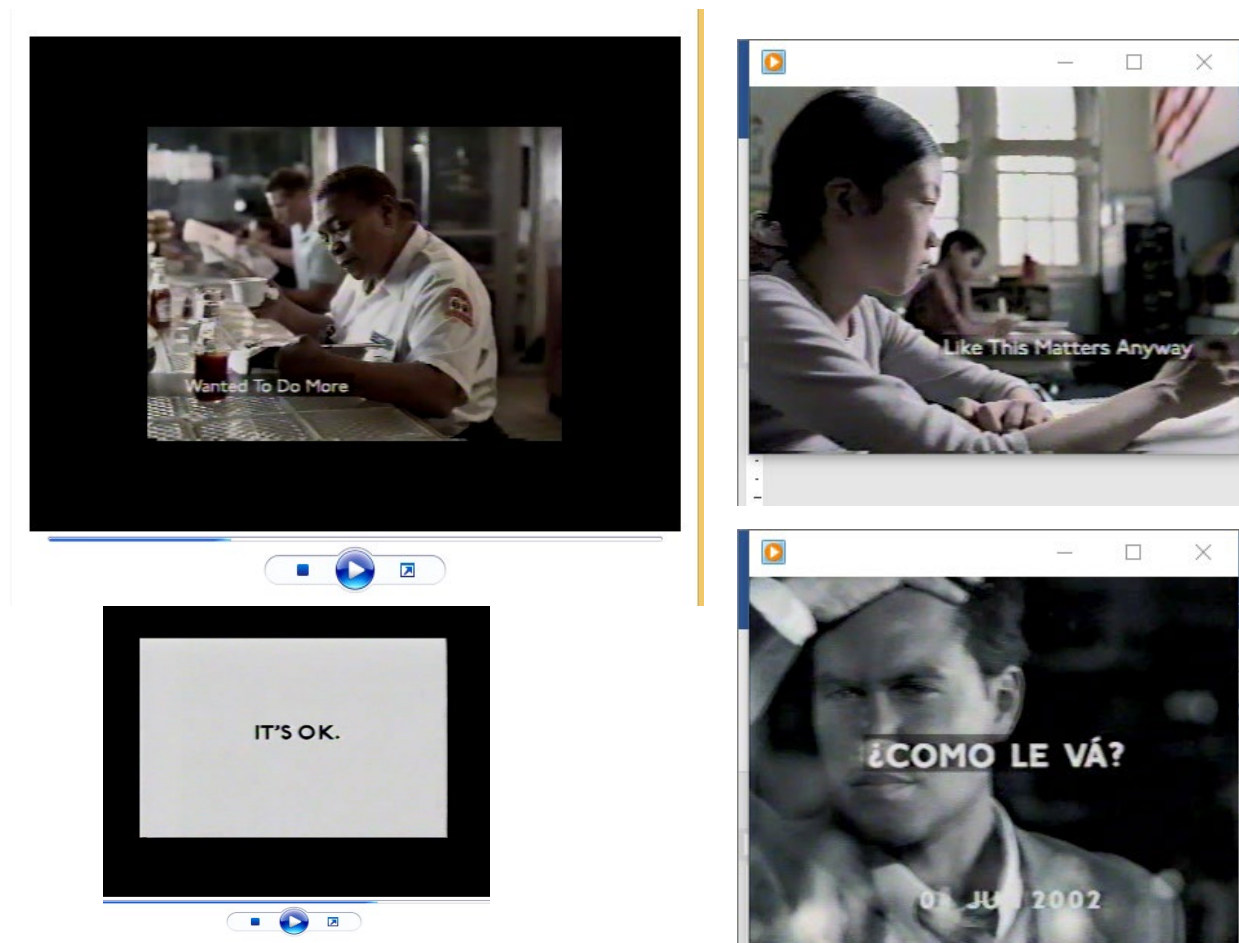 Wanted To Do More
Like This Matters Anyway
IT'S OK.
¿COMO LE VÁ?
2002